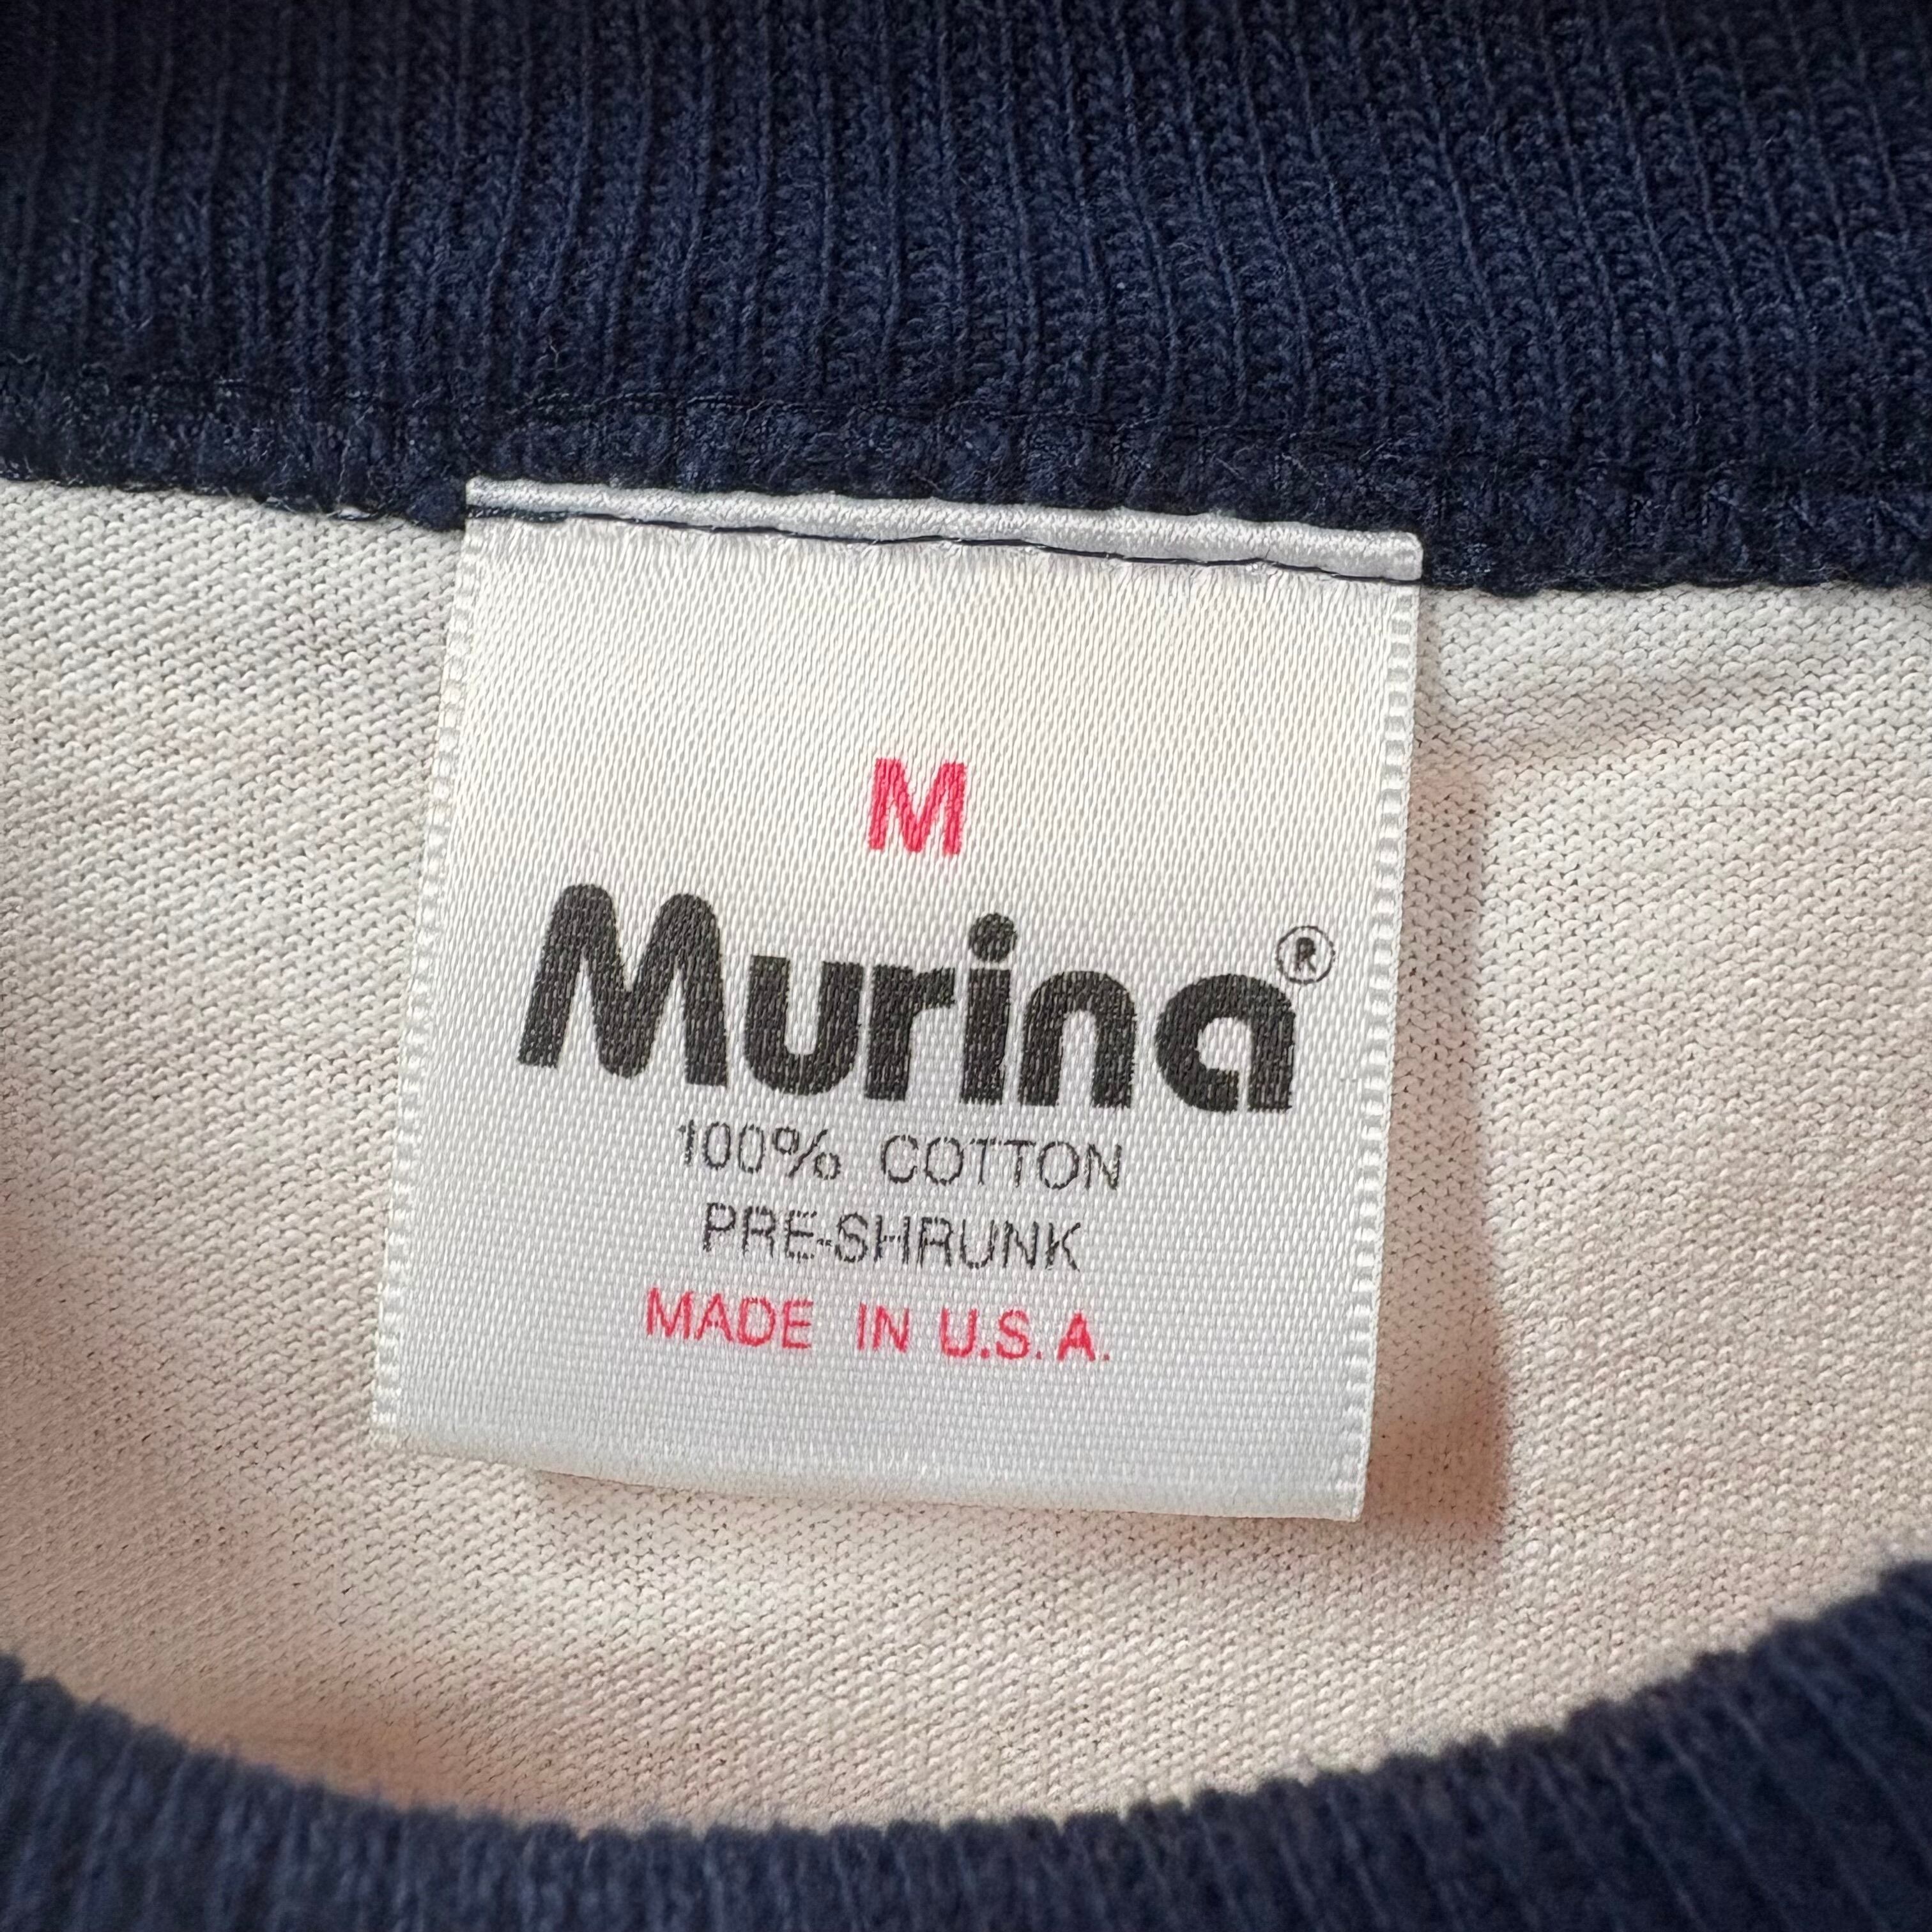 M
Murina®
100% COTTON
PRE-SHRUNK
MADE IN U.S.A.